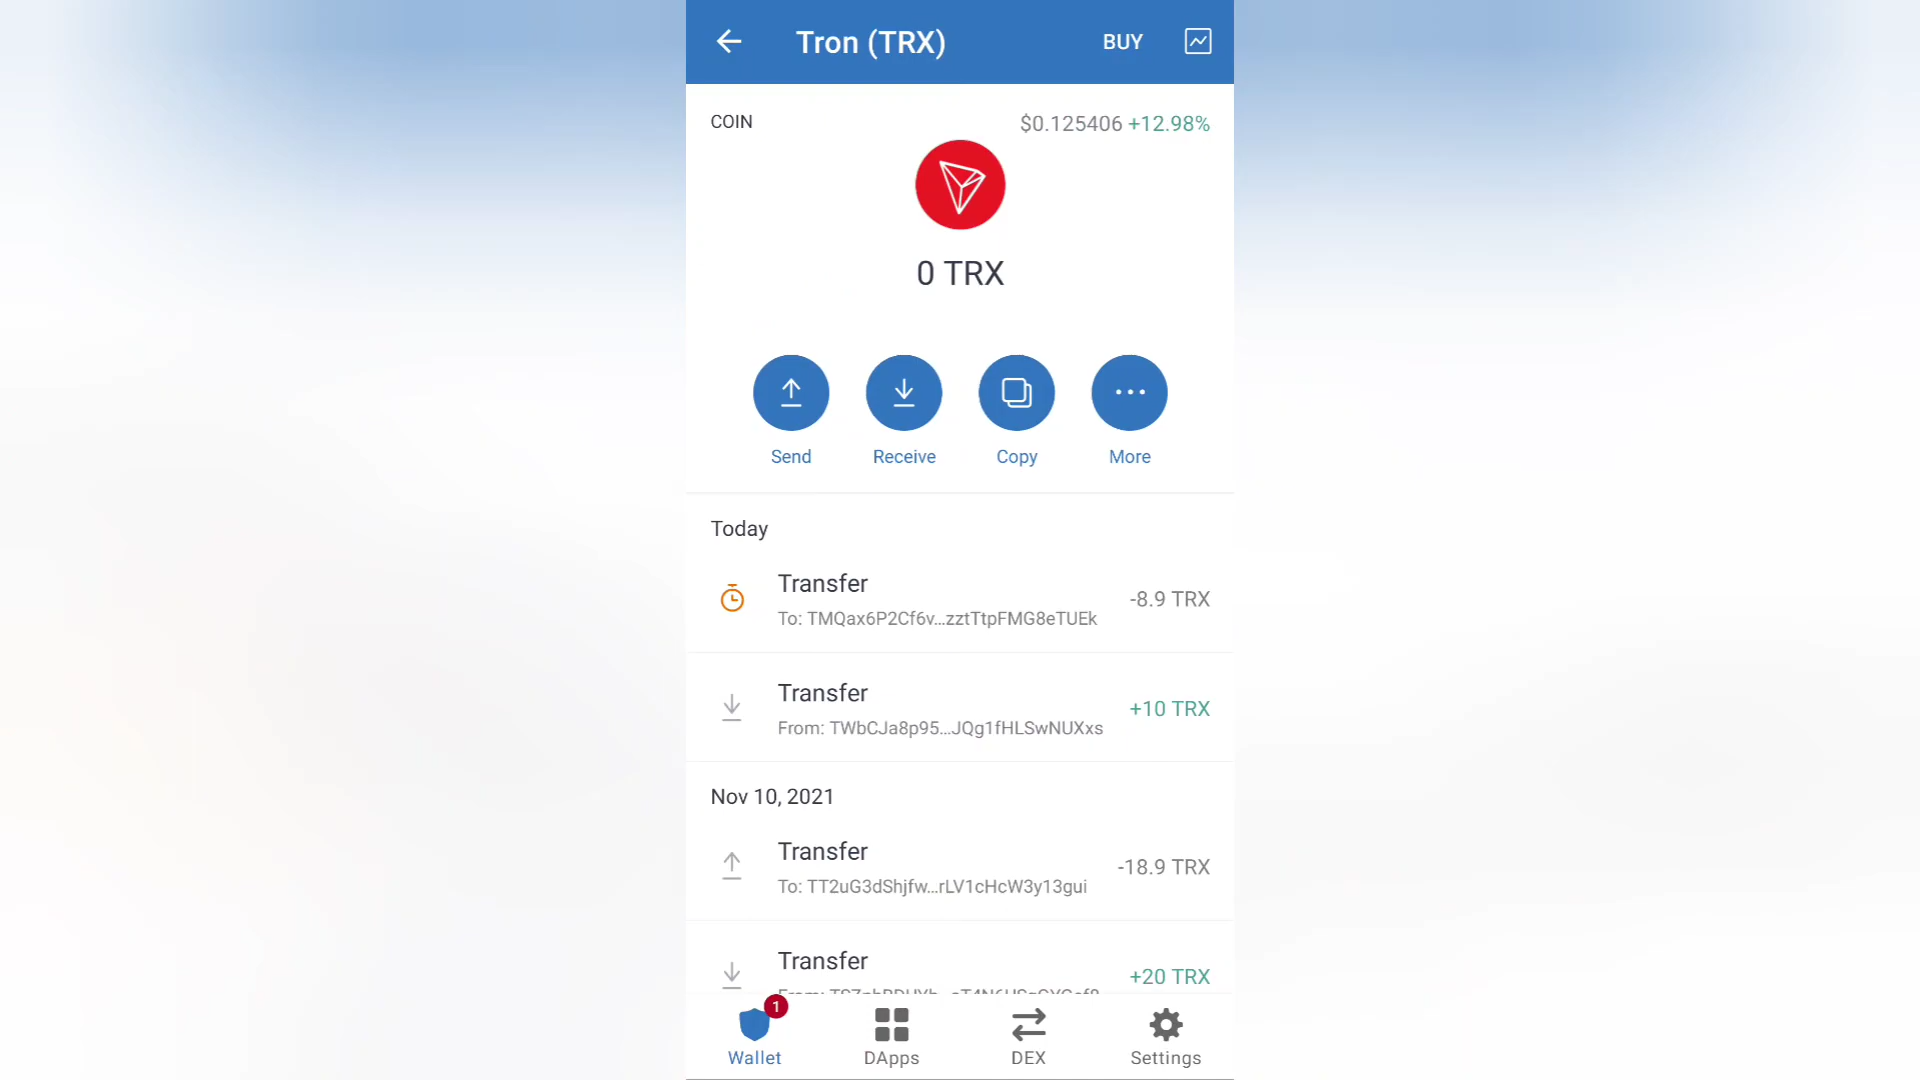 Tron (TRX)
BUY
COIN
$0.125406 +12.98%
0 TRX
Send
Receive
Copy
More
Today
Transfer
-8.9 TRX
To: TMQax6P2Cf6v...zztTtpFMG8eTUEk
Transfer
+10 TRX
From: TWbCJa8p95...JQg1fHLSwNUXxs
Nov 10, 2021
Transfer
-18.9 TRX
To: TT2uG3dShjfw...rLV1cHcW3y13gui
Transfer
+20 TRX
1
Wallet
DApps
DEX
Settings